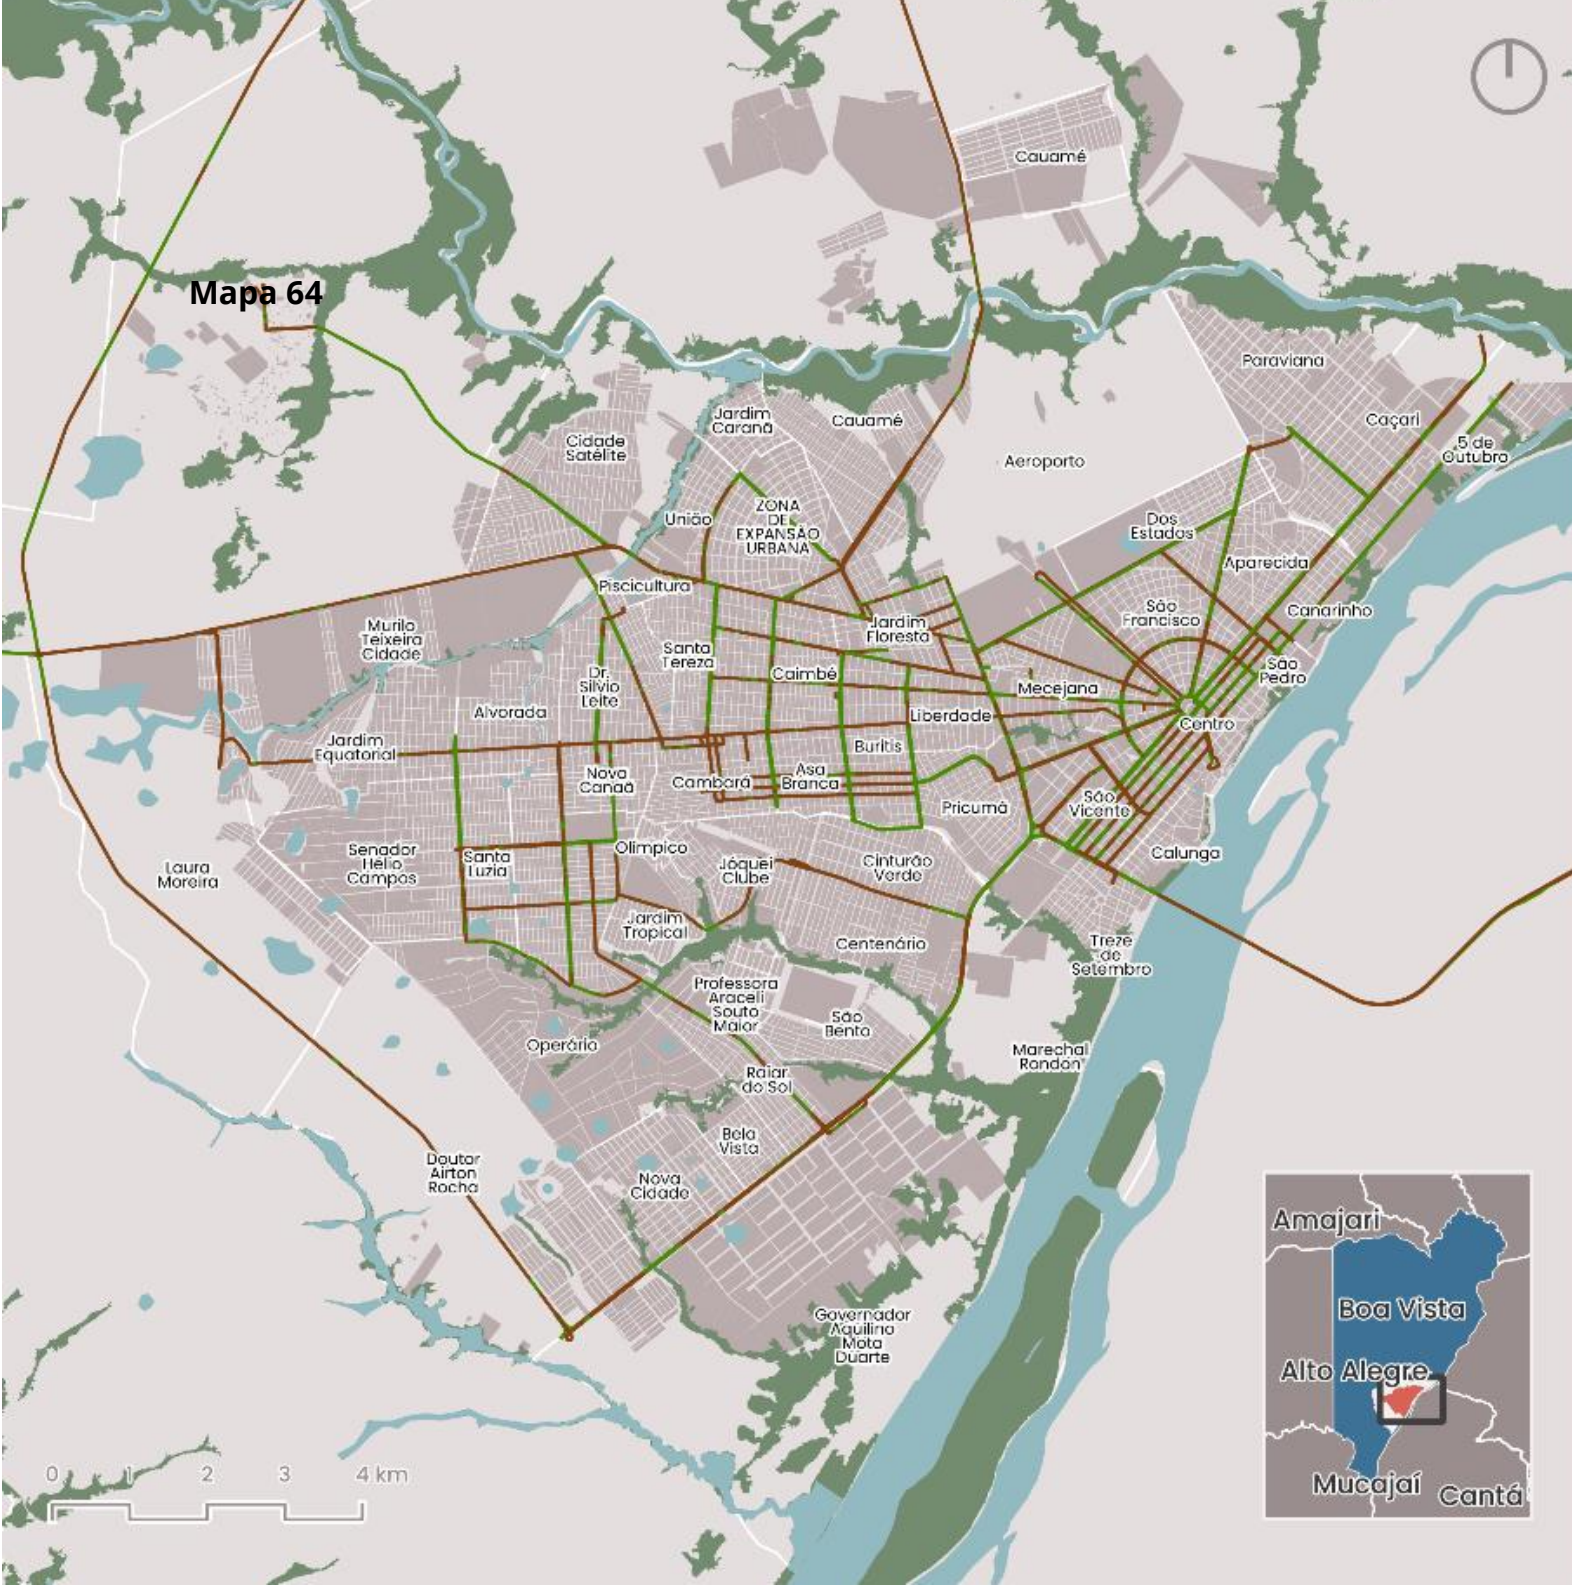 Cauamé
Mapa 64
Paraviana
Jardim
Caranã
Cauamé
Caçari
Cidade
Satélite
5 de
Outubro
Aeroporto
ZONA
DE
EXPANSÃO
URBANA
União
Dos
Estados
Aparecida
Piscicultura
São
Francisco
Canarinho
Jardim
Floresta
Murilo
Teixeira
Cidade
Santa
Tereza
São
Pedro
Caimbé
Dr.
Silvio
Leite
Mecejana
Alvorada
Liberdade
Centro
Jardim
Equatorial
Buritis
Nova
Canaã
Cambará
Asa
Branca
Pricumá
São
Vicente
Olímpico
Senador
Hélio
Campos
Santa
Luzia
Calunga
Laura
Moreira
Jóquei
Clube
Cinturão
Verde
Jardim
Tropical
Centenário
Treze
de
Setembro
Professora
Araceli
Souto
Maior
São
Bento
Operário
Marechal
Rondon
Raiar
do Sol
Bela
Vista
Doutor
Airton
Rocha
Nova
Cidade
Governador
Aquilino
Mota
Duarte
Amajari
Boa Vista
Alto Alegre
Mucajaí
Cantá
0 1 2 3 4 km